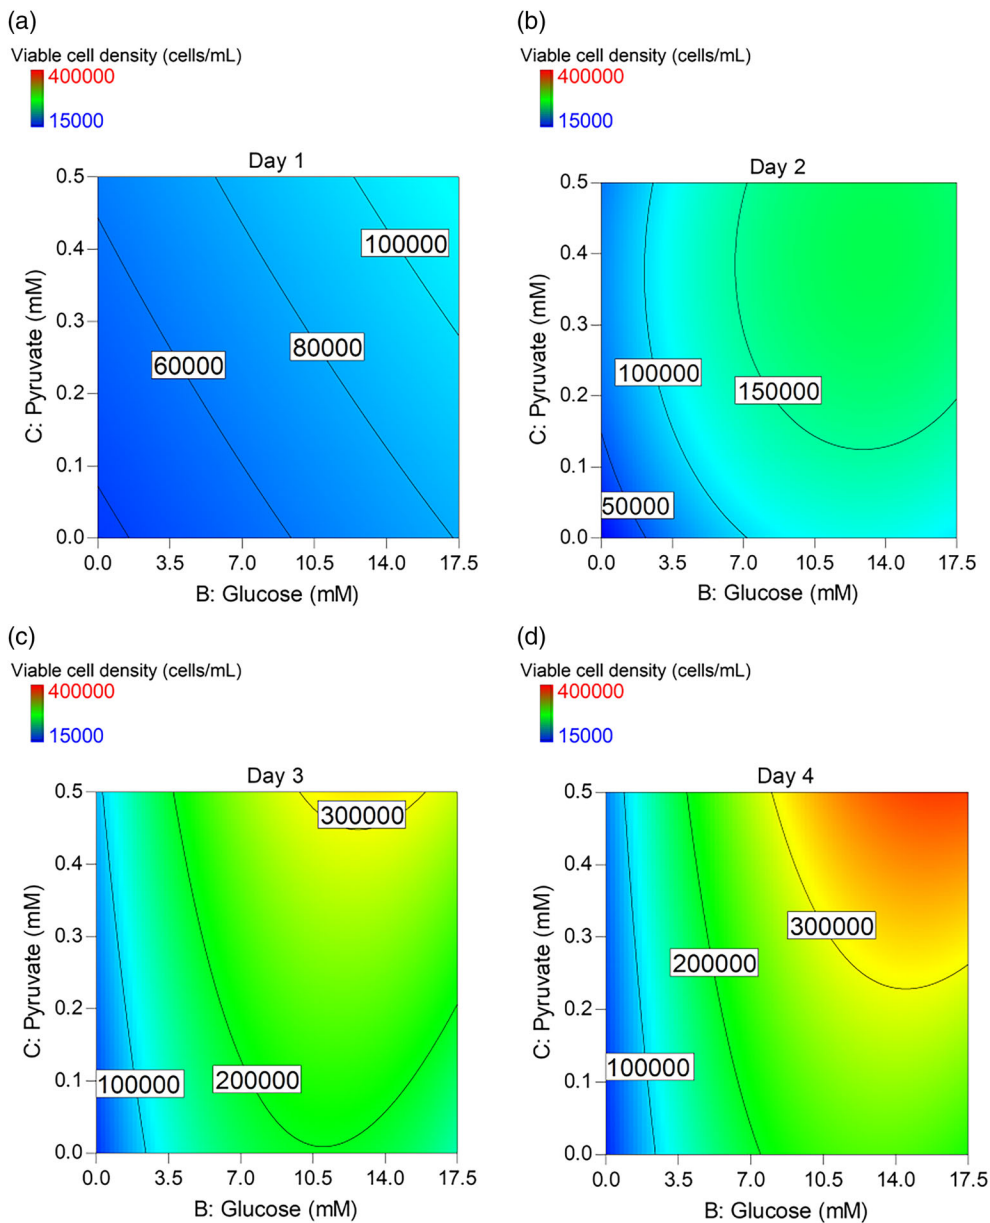 (a)
Viable cell density (cells/mL)
400000
15000
Day 1
0.5
0.4
0.3
0.2
0.1
0.0
C: Pyruvate (mM)
100000
80000
60000
0.0 3.5 7.0 10.5 14.0 17.5
B: Glucose (mM)
(b)
Viable cell density (cells/mL)
400000
15000
Day 2
0.5
0.4
0.3
0.2
0.1
0.0
C: Pyruvate (mM)
100000
150000
50000
0.0 3.5 7.0 10.5 14.0 17.5
B: Glucose (mM)
(c)
Viable cell density (cells/mL)
400000
15000
Day 3
0.5
0.4
0.3
0.2
0.1
0.0
C: Pyruvate (mM)
300000
100000
200000
0.0 3.5 7.0 10.5 14.0 17.5
B: Glucose (mM)
(d)
Viable cell density (cells/mL)
400000
15000
Day 4
0.5
0.4
0.3
0.2
0.1
0.0
C: Pyruvate (mM)
300000
200000
100000
0.0 3.5 7.0 10.5 14.0 17.5
B: Glucose (mM)